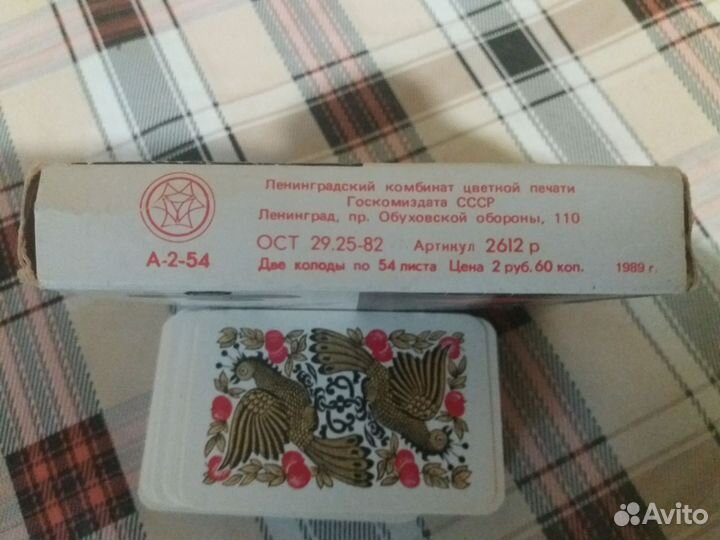 Ленинградский комбинат цветной печати
Госкомиздата СССР
Ленинград, пр. Обуховской обороны, 110
ОСТ 29.25-82 Артикул 2612 р
А-2-54
Две колоды по 54 листа Цена 2 руб. 60 коп. 1989 г.
Avito